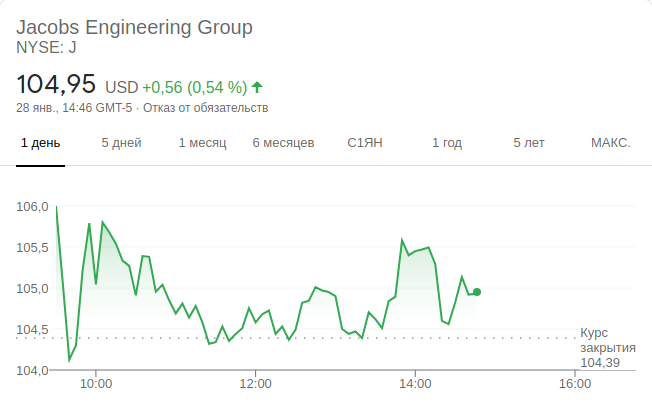 Jacobs Engineering Group
NYSE: J
104,95 USD +0,56 (0,54 %)
28 янв., 14:46 GMT-5 · Отказ от обязательств
1 день 5 дней 1 месяц 6 месяцев С1ЯН 1 год 5 лет МАКС.
106,0
105,5
105,0
104,5
104,0
Курс
закрытия
104,39
10:00 12:00 14:00 16:00